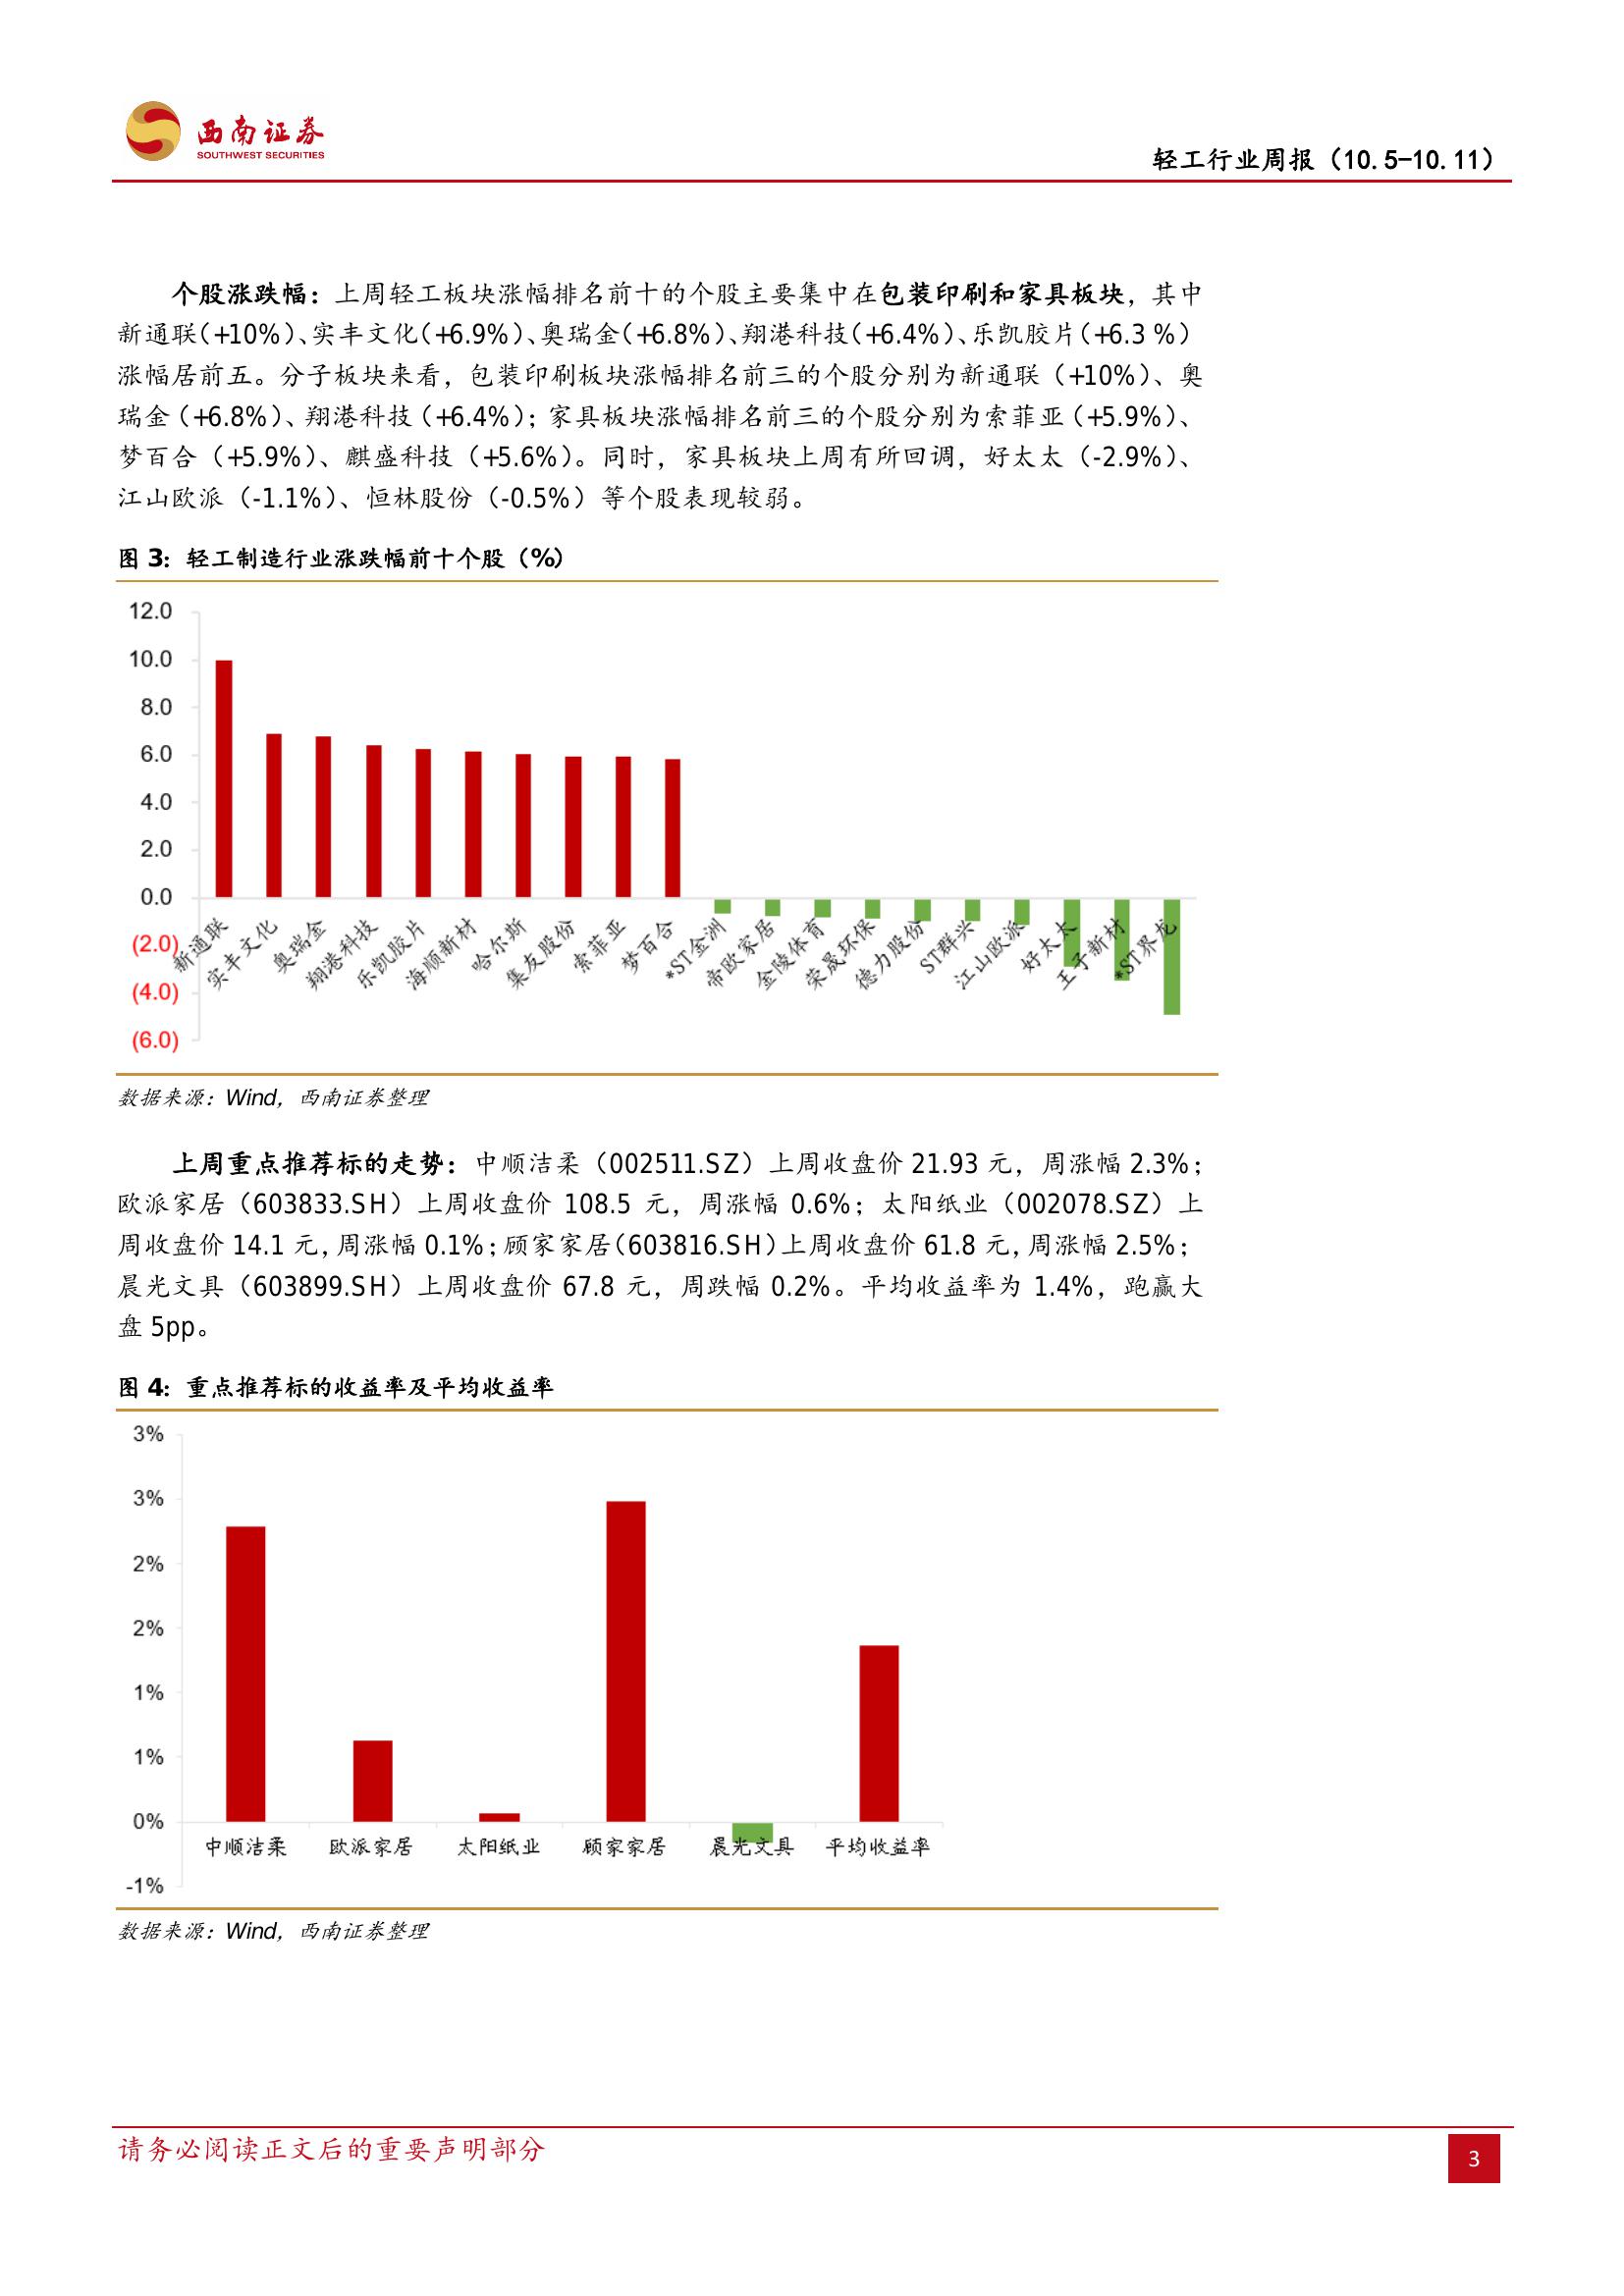 西南证券
SOUTHWEST SECURITIES
轻工行业周报（10.5-10.11）
个股涨跌幅：上周轻工板块涨幅排名前十的个股主要集中在包装印刷和家具板块，其中
新通联（+10%）、实丰文化（+6.9%）、奥瑞金（+6.8%）、翔港科技（+6.4%）、乐凯胶片（+6.3 %）
涨幅居前五。分子板块来看，包装印刷板块涨幅排名前三的个股分别为新通联（+10%）、奥
瑞金（+6.8%）、翔港科技（+6.4%）；家具板块涨幅排名前三的个股分别为索菲亚（+5.9%）、
梦百合（+5.9%）、麒盛科技（+5.6%）。同时，家具板块上周有所回调，好太太（-2.9%）、
江山欧派（-1.1%）、恒林股份（-0.5%）等个股表现较弱。
图 3：轻工制造行业涨跌幅前十个股（%）
12.0
10.0
8.0
6.0
4.0
2.0
0.0
(2.0)
(4.0)
(6.0)
新通联
实丰文化
奥瑞金
翔港科技
乐凯胶片
海顺新材
哈尔斯
集友股份
索菲亚
梦百合
*ST金洲
帝欧家居
金陵体育
荣晟环保
德力股份
ST群兴
江山欧派
好太太
王子新材
*ST界龙
数据来源：Wind，西南证券整理
上周重点推荐标的走势：中顺洁柔（002511.SZ）上周收盘价 21.93 元，周涨幅 2.3%；
欧派家居（603833.SH）上周收盘价 108.5 元，周涨幅 0.6%；太阳纸业（002078.SZ）上
周收盘价 14.1 元，周涨幅 0.1%；顾家家居（603816.SH）上周收盘价 61.8 元，周涨幅 2.5%；
晨光文具（603899.SH）上周收盘价 67.8 元，周跌幅 0.2%。平均收益率为 1.4%，跑赢大
盘 5pp。
图 4：重点推荐标的收益率及平均收益率
3%
3%
2%
2%
1%
1%
0%
-1%
中顺洁柔 欧派家居 太阳纸业 顾家家居 晨光文具 平均收益率
数据来源：Wind，西南证券整理
请务必阅读正文后的重要声明部分
3